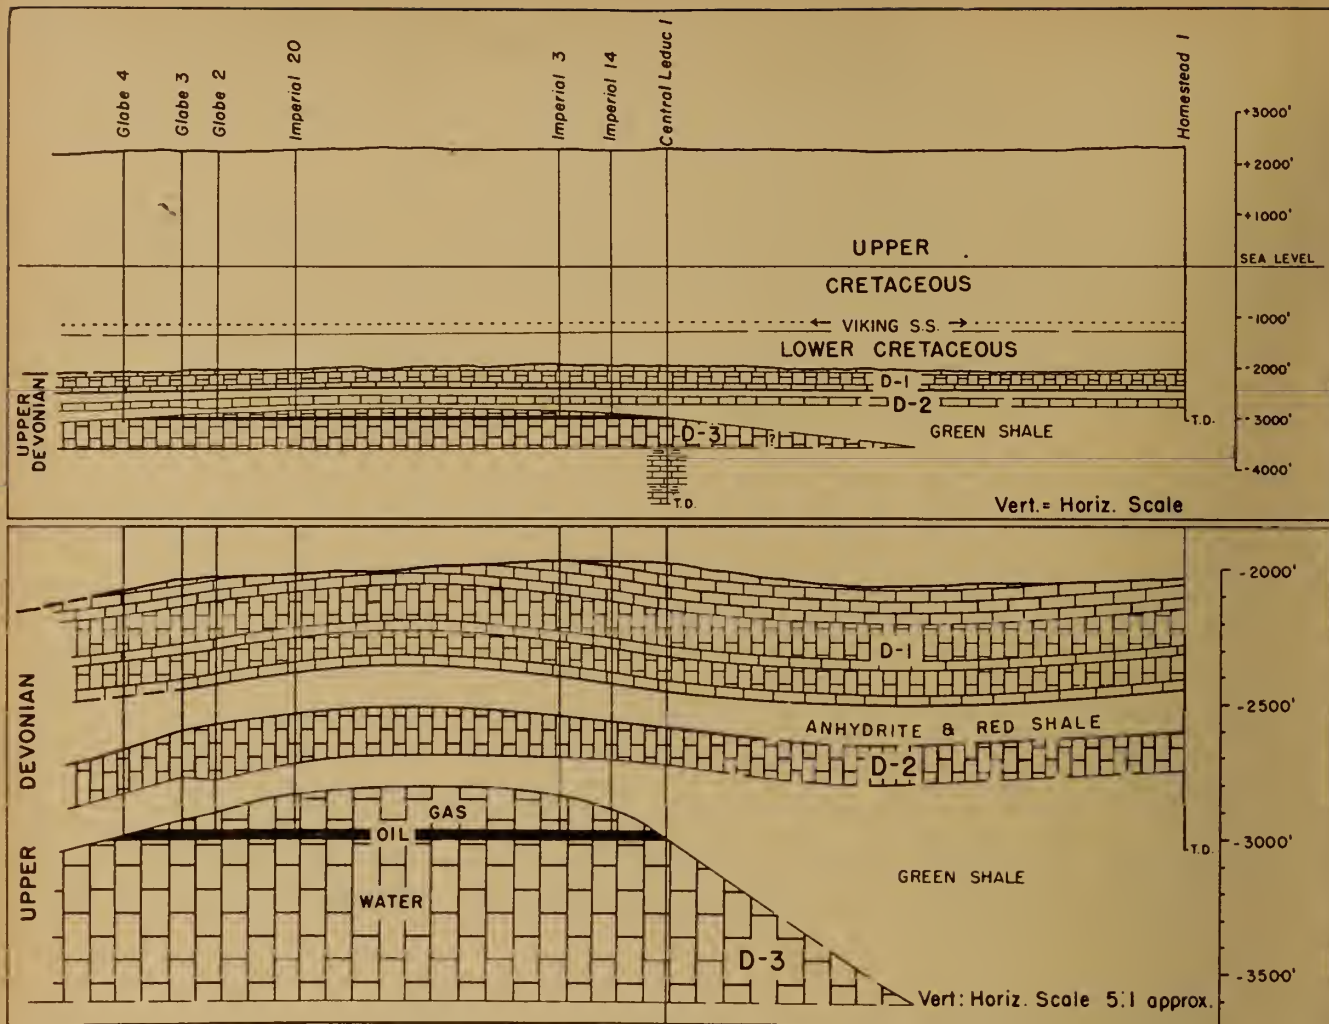 Globe 4
Globe 3
Globe 2
Imperial 20
Imperial 3
Imperial 14
Central Leduc 1
Homestead 1
+3000'
+2000'
+1000'
UPPER
SEA LEVEL
CRETACEOUS
← VIKING S.S. →
-1000'
LOWER CRETACEOUS
D-1
-2000'
D-2
UPPER
DEVONIAN
D-3
?
GREEN SHALE
T.D.
-3000'
-4000'
T.D.
Vert.= Horiz. Scale
-2000'
D-1
UPPER DEVONIAN
-2500'
ANHYDRITE & RED SHALE
D-2
GAS
OIL
-3000'
T.D.
GREEN SHALE
WATER
D-3
-3500'
Vert: Horiz. Scale 5:1 approx.